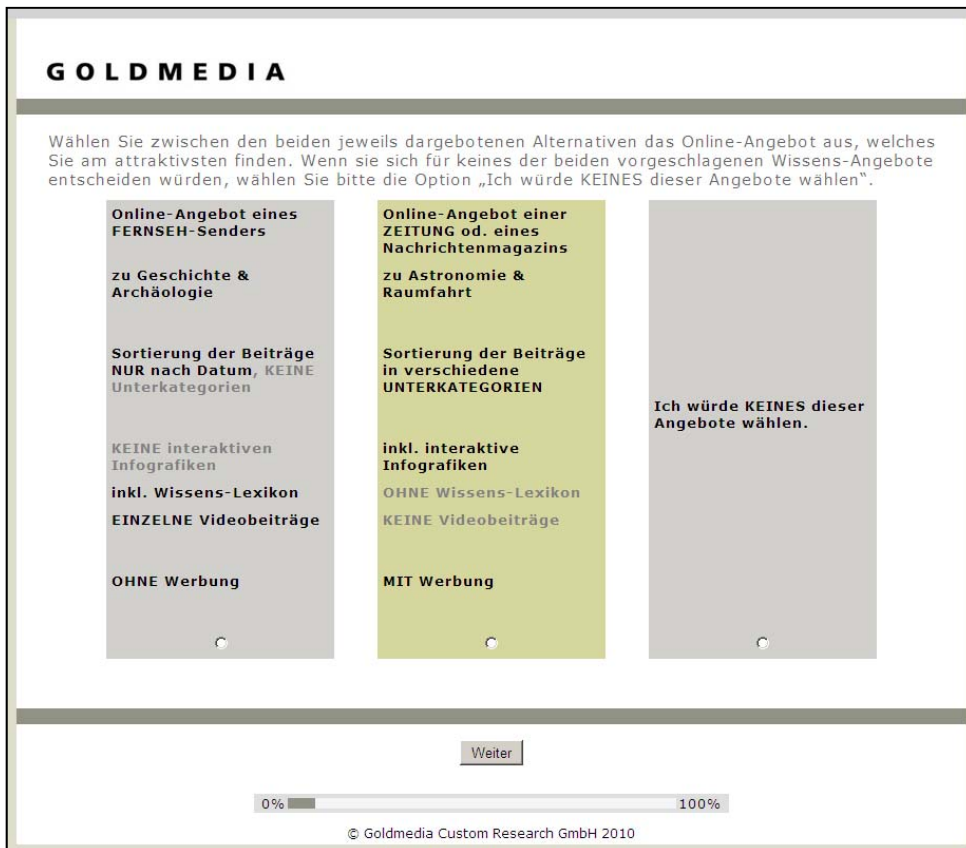 GOLDMEDIA
Wählen Sie zwischen den beiden jeweils dargebotenen Alternativen das Online-Angebot aus, welches
Sie am attraktivsten finden. Wenn sie sich für keines der beiden vorgeschlagenen Wissens-Angebote
entscheiden würden, wählen Sie bitte die Option „Ich würde KEINES dieser Angebote wählen“.
Online-Angebot eines
FERNSEH-Senders
zu Geschichte &
Archäologie
Sortierung der Beiträge
NUR nach Datum, KEINE
Unterkategorien
KEINE interaktiven
Infografiken
inkl. Wissens-Lexikon
EINZELNE Videobeiträge
OHNE Werbung
Online-Angebot einer
ZEITUNG od. eines
Nachrichtenmagazins
zu Astronomie &
Raumfahrt
Sortierung der Beiträge
in verschiedene
UNTERKATEGORIEN
inkl. interaktive
Infografiken
OHNE Wissens-Lexikon
KEINE Videobeiträge
MIT Werbung
Ich würde KEINES dieser
Angebote wählen.
Weiter
0% 100%
© Goldmedia Custom Research GmbH 2010